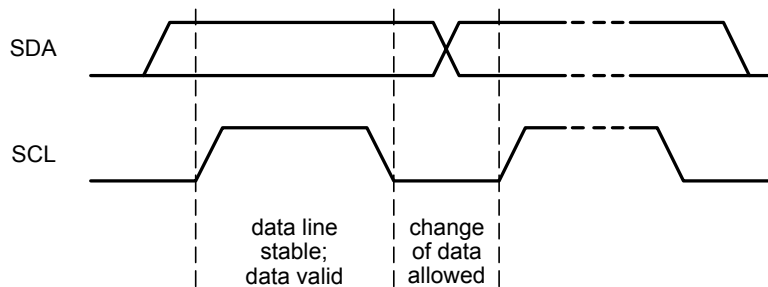 SDA
SCL
data line
stable;
data valid
change
of data
allowed